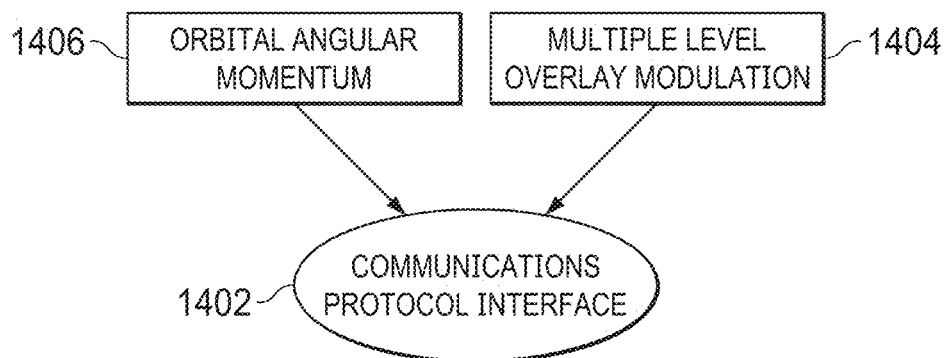 1406
ORBITAL ANGULAR
MOMENTUM
MULTIPLE LEVEL
OVERLAY MODULATION
1404
COMMUNICATIONS
PROTOCOL INTERFACE
1402